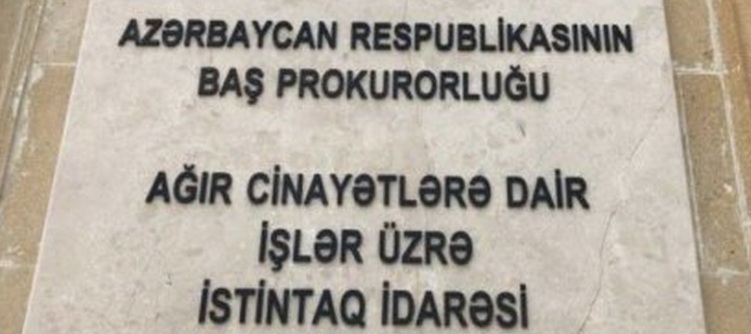 AZƏRBAYCAN RESPUBLİKASININ
BAŞ PROKURORLUĞU
AĞIR CİNAYƏTLƏRƏ DAİR
İŞLƏR ÜZRƏ
İSTİNTAQ İDARƏSİ